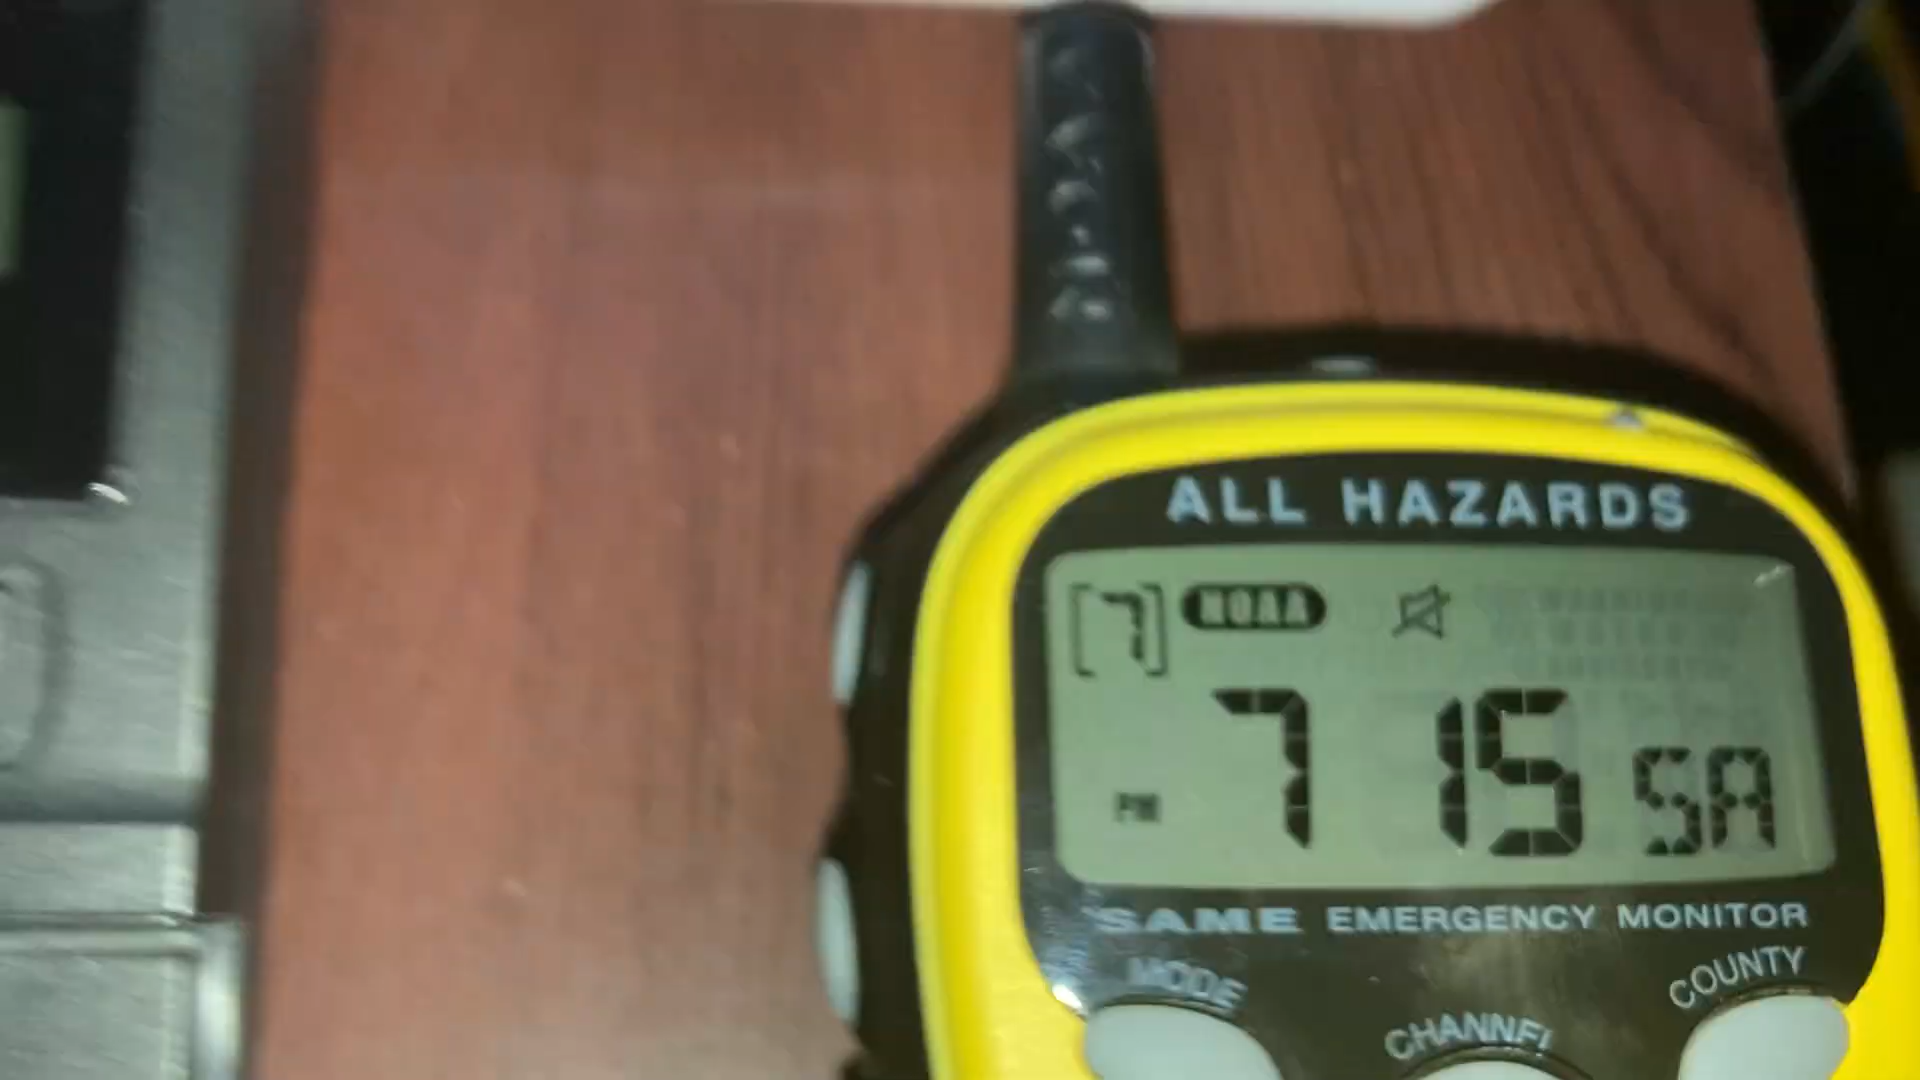 ALL HAZARDS
[7] NOAA
PM 7 15 SA
SAME EMERGENCY MONITOR
MODE CHANNEL COUNTY